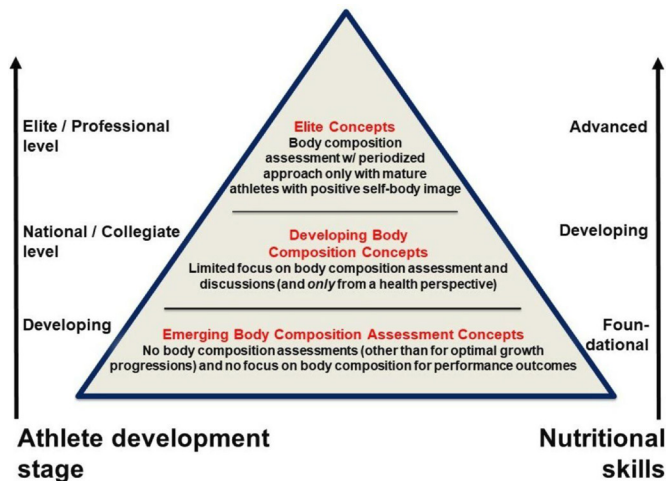 Elite / Professional
level
National / Collegiate
level
Developing
Athlete development
stage
Elite Concepts
Body composition
assessment w/ periodized
approach only with mature
athletes with positive self-body image
Developing Body
Composition Concepts
Limited focus on body composition assessment and
discussions (and only from a health perspective)
Emerging Body Composition Assessment Concepts
No body composition assessments (other than for optimal growth
progressions) and no focus on body composition for performance outcomes
Advanced
Developing
Foun-
dational
Nutritional
skills